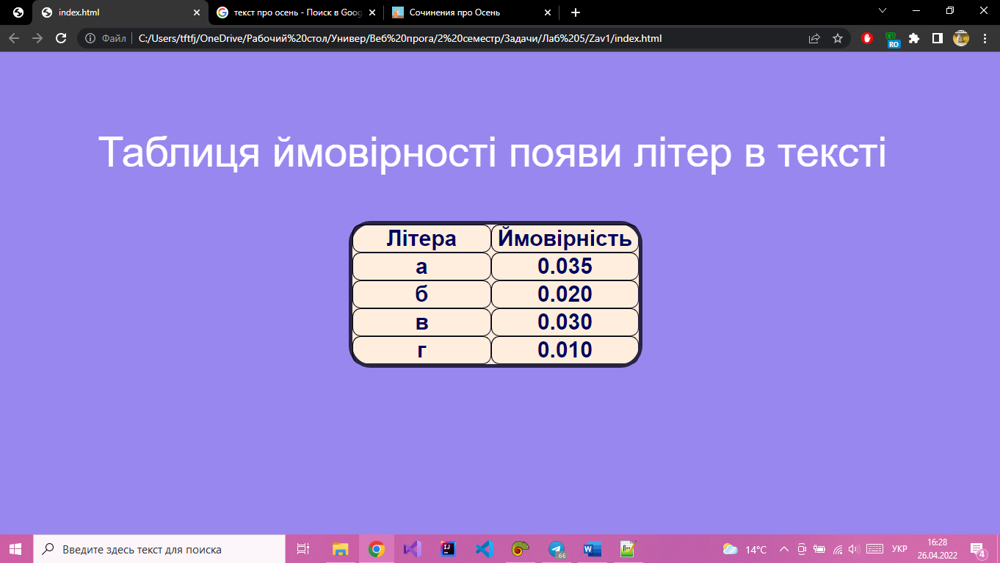 index.html
текст про осень - Поиск в Goog
Сочинения про Осень
Файл
C:/Users/tftfj/OneDrive/Рабочий%20стол/Универ/Веб%20прога/2%20семестр/Задачи/Лаб%205/Zav1/index.html
RO
Таблиця ймовірності появи літер в тексті
Літера Ймовірність
а 0.035
б 0.020
в 0.030
г 0.010
Введите здесь текст для поиска
.66
14°C
УКР
16:28
26.04.2022
4